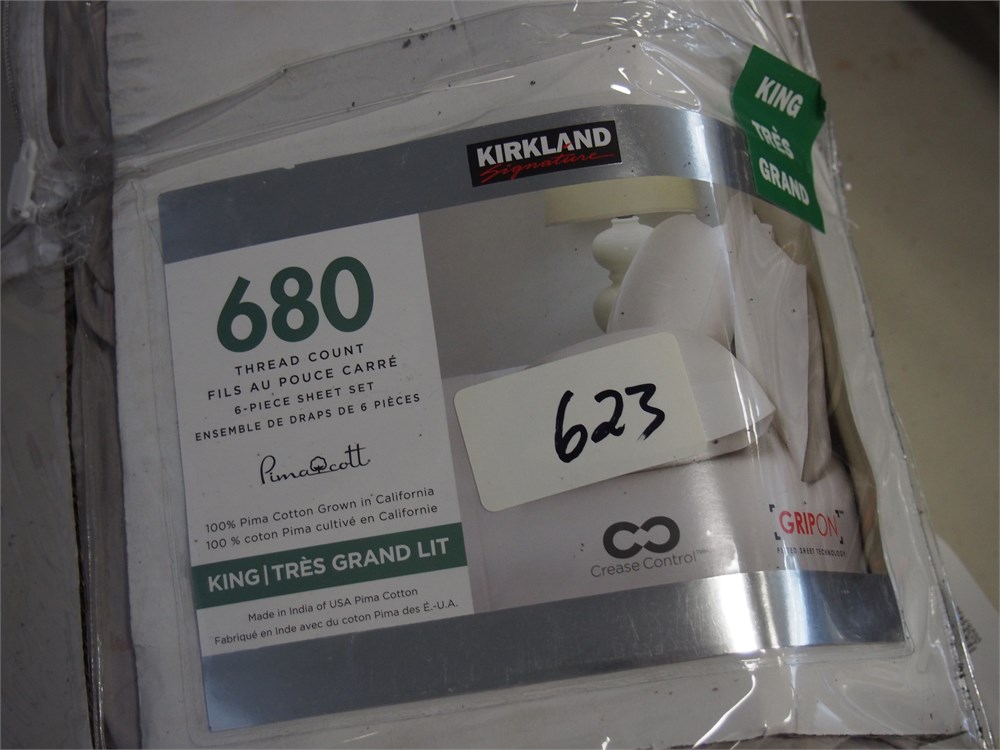 KING
TRÈS
GRAND
KIRKLAND
Signature
680
THREAD COUNT
FILS AU POUCE CARRÉ
6-PIECE SHEET SET
ENSEMBLE DE DRAPS DE 6 PIÈCES
Pimacott
100% Pima Cotton Grown in California
100 % coton Pima cultivé en Californie
KING|TRÈS GRAND LIT
Made in India of USA Pima Cotton
Fabriqué en Inde avec du coton Pima des É.-U.A.
623
Crease Control™
GRIPON
SHEET TECHNOLOGY